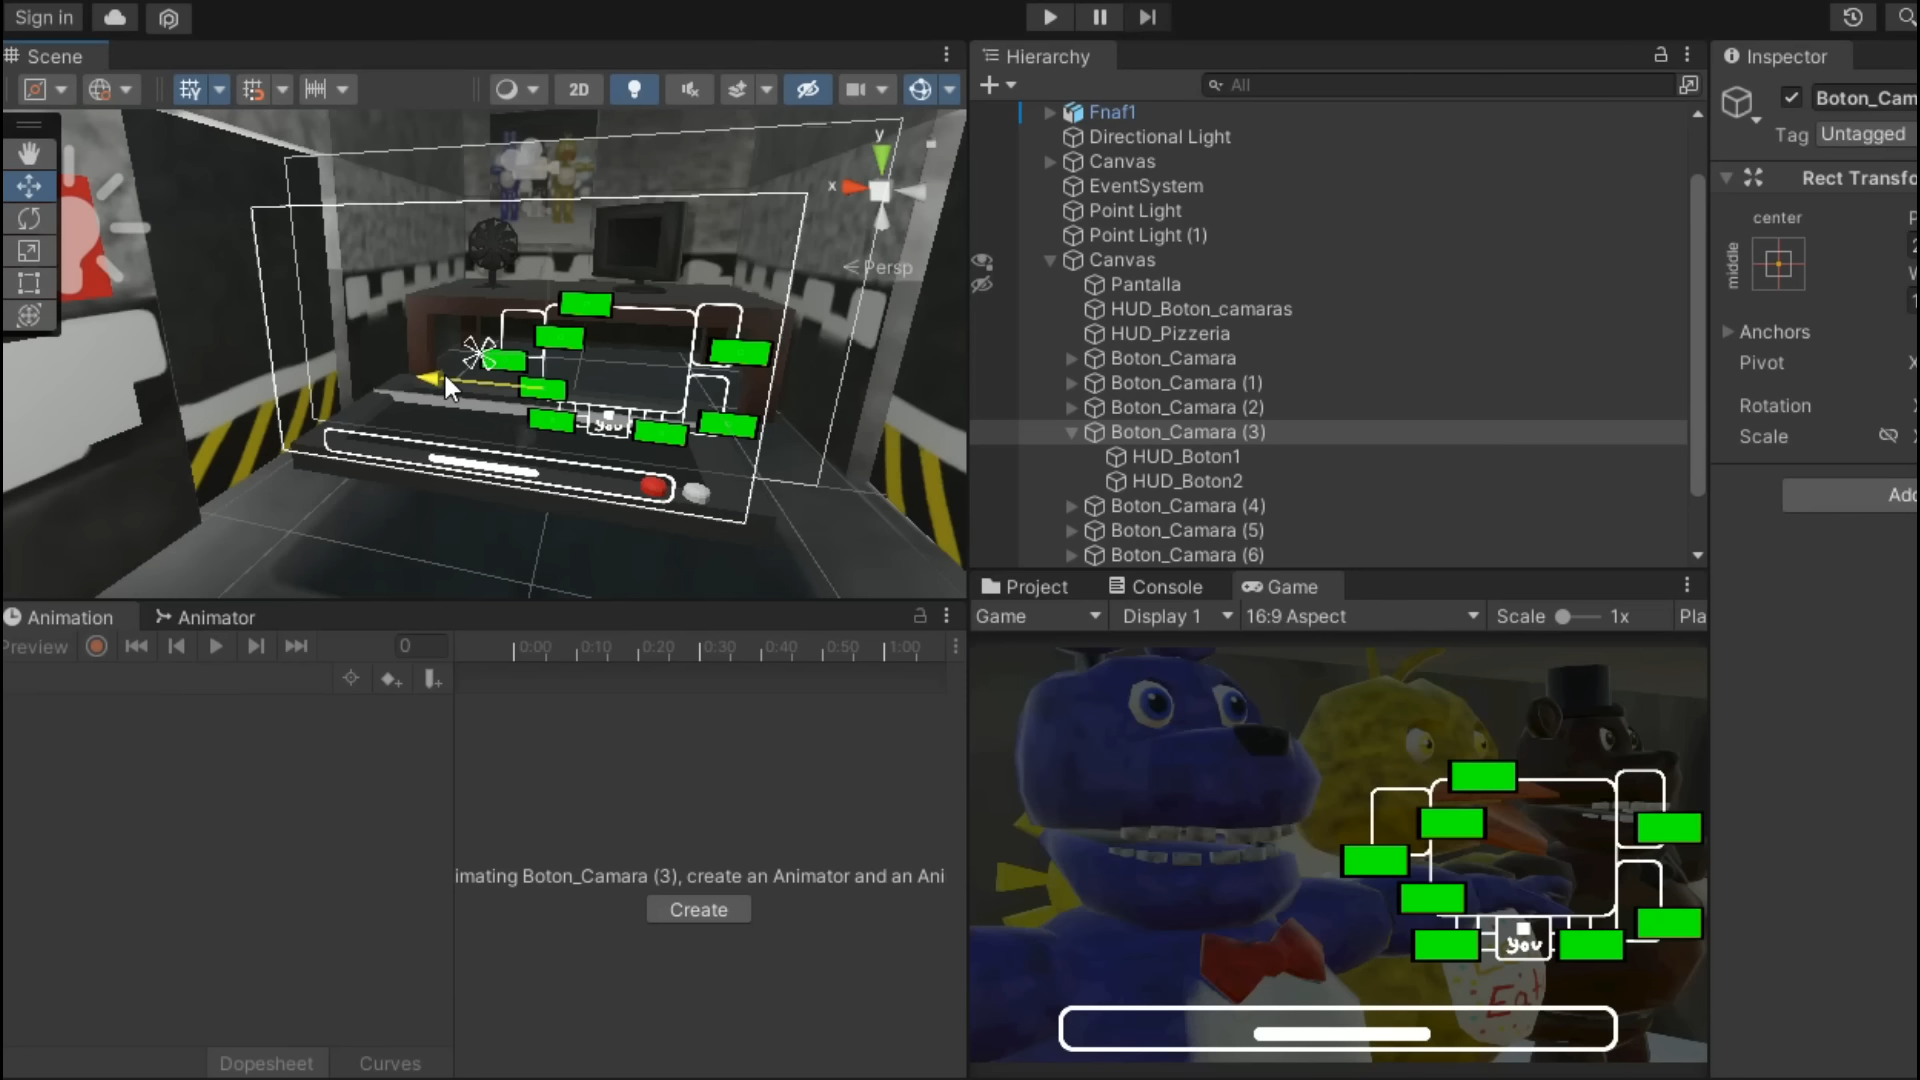 Sign in
Scene
2D
y
x
Persp
you
Animation
Animator
Preview
0
0:00
0:10
0:20
0:30
0:40
0:50
1:00
imating Boton_Camara (3), create an Animator and an Ani
Create
Dopesheet
Curves
Hierarchy
All
Fnaf1
Directional Light
Canvas
EventSystem
Point Light
Point Light (1)
Canvas
Pantalla
HUD_Boton_camaras
HUD_Pizzeria
Boton_Camara
Boton_Camara (1)
Boton_Camara (2)
Boton_Camara (3)
HUD_Boton1
HUD_Boton2
Boton_Camara (4)
Boton_Camara (5)
Boton_Camara (6)
Project
Console
Game
Game
Display 1
16:9 Aspect
Scale
1x
Pla
you
Eat
Inspector
Boton_Cam
Tag
Untagged
Rect Transfo
center
middle
Anchors
Pivot
Rotation
Scale
Add